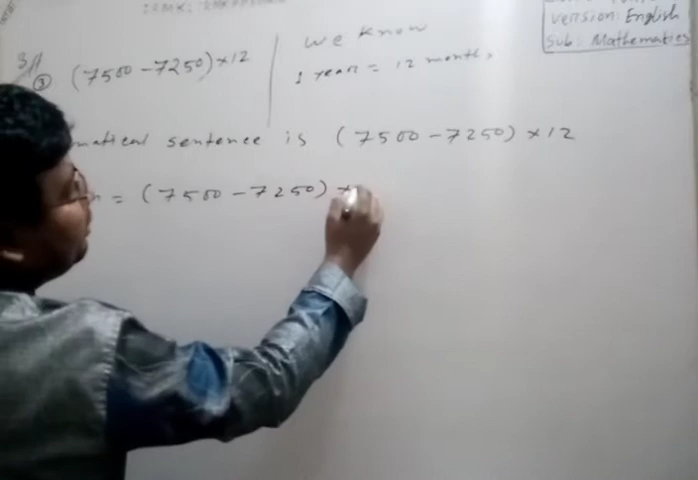 3
③ (7500 - 7250) × 12
We know
1 year = 12 months
matical sentence is (7500 - 7250) × 12
n = (7500 - 7250) ×
version: English
Sub: Mathematics